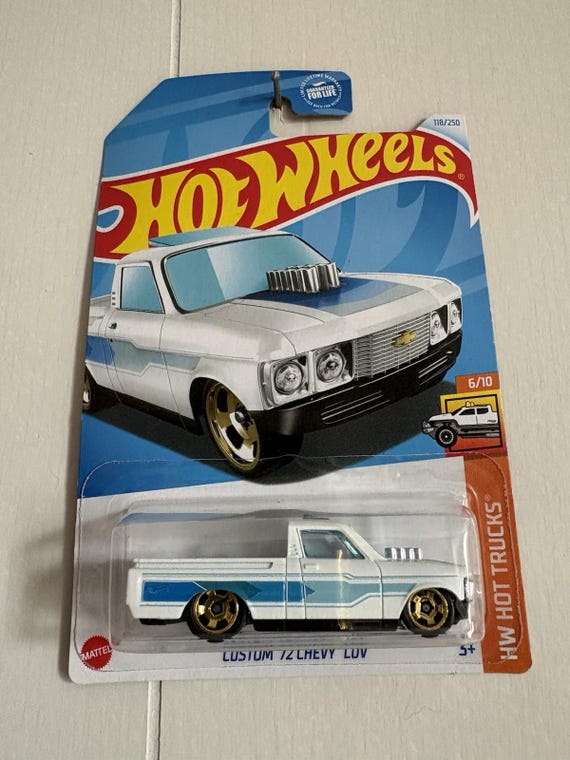 GUARANTEED
FOR LIFE
118/250
HOT WHEELS®
6/10
HW HOT TRUCKS®
MATTEL
CUSTOM '72 CHEVY LUV
3+